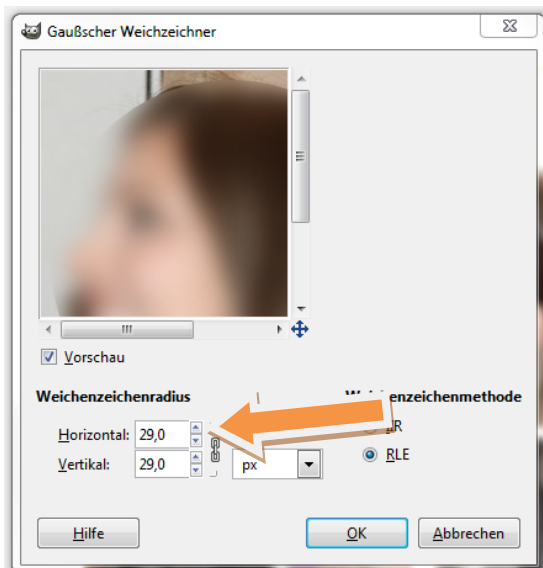 Gaußscher Weichzeichner
Vorschau
Weichenzeichenradius
Horizontal: 29,0
Vertikal: 29,0 px
RLE
Hilfe OK Abbrechen